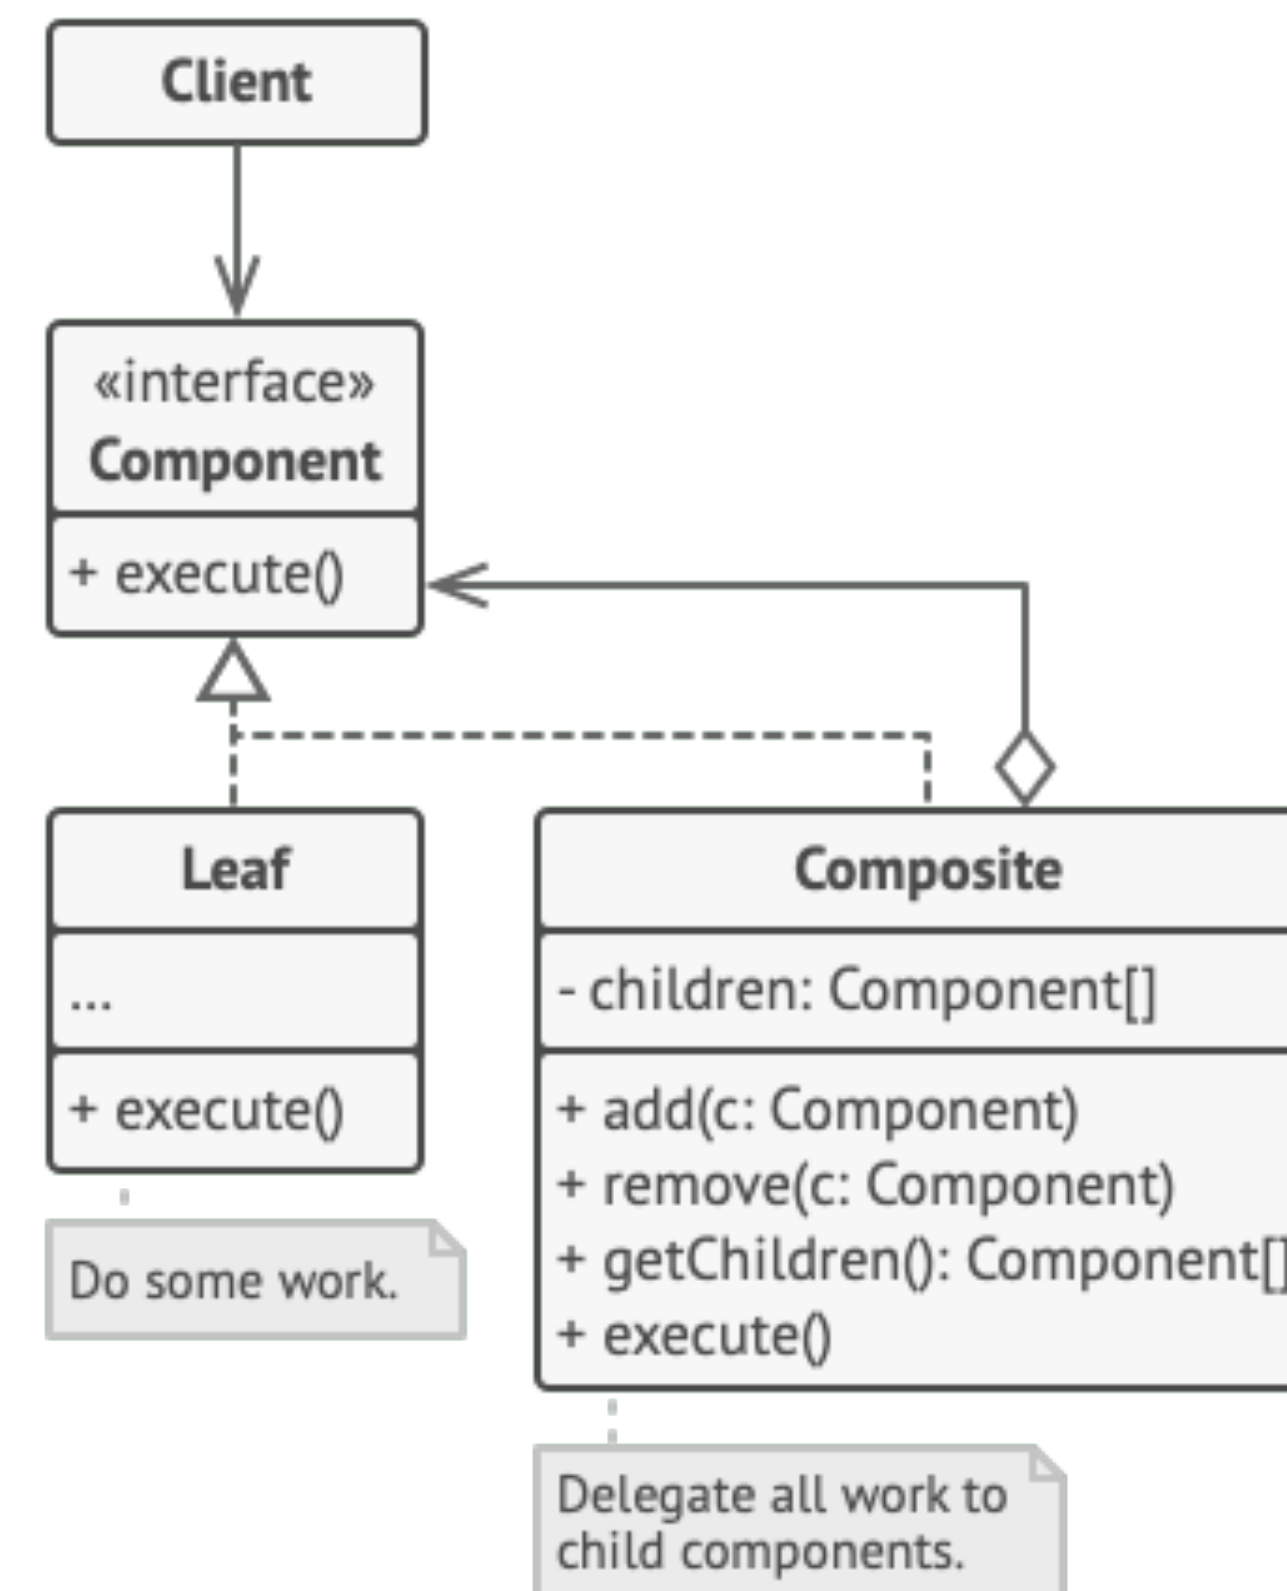 Client
«interface»
Component
+ execute()
Leaf
...
+ execute()
Do some work.
Composite
- children: Component[]
+ add(c: Component)
+ remove(c: Component)
+ getChildren(): Component[]
+ execute()
Delegate all work to
child components.